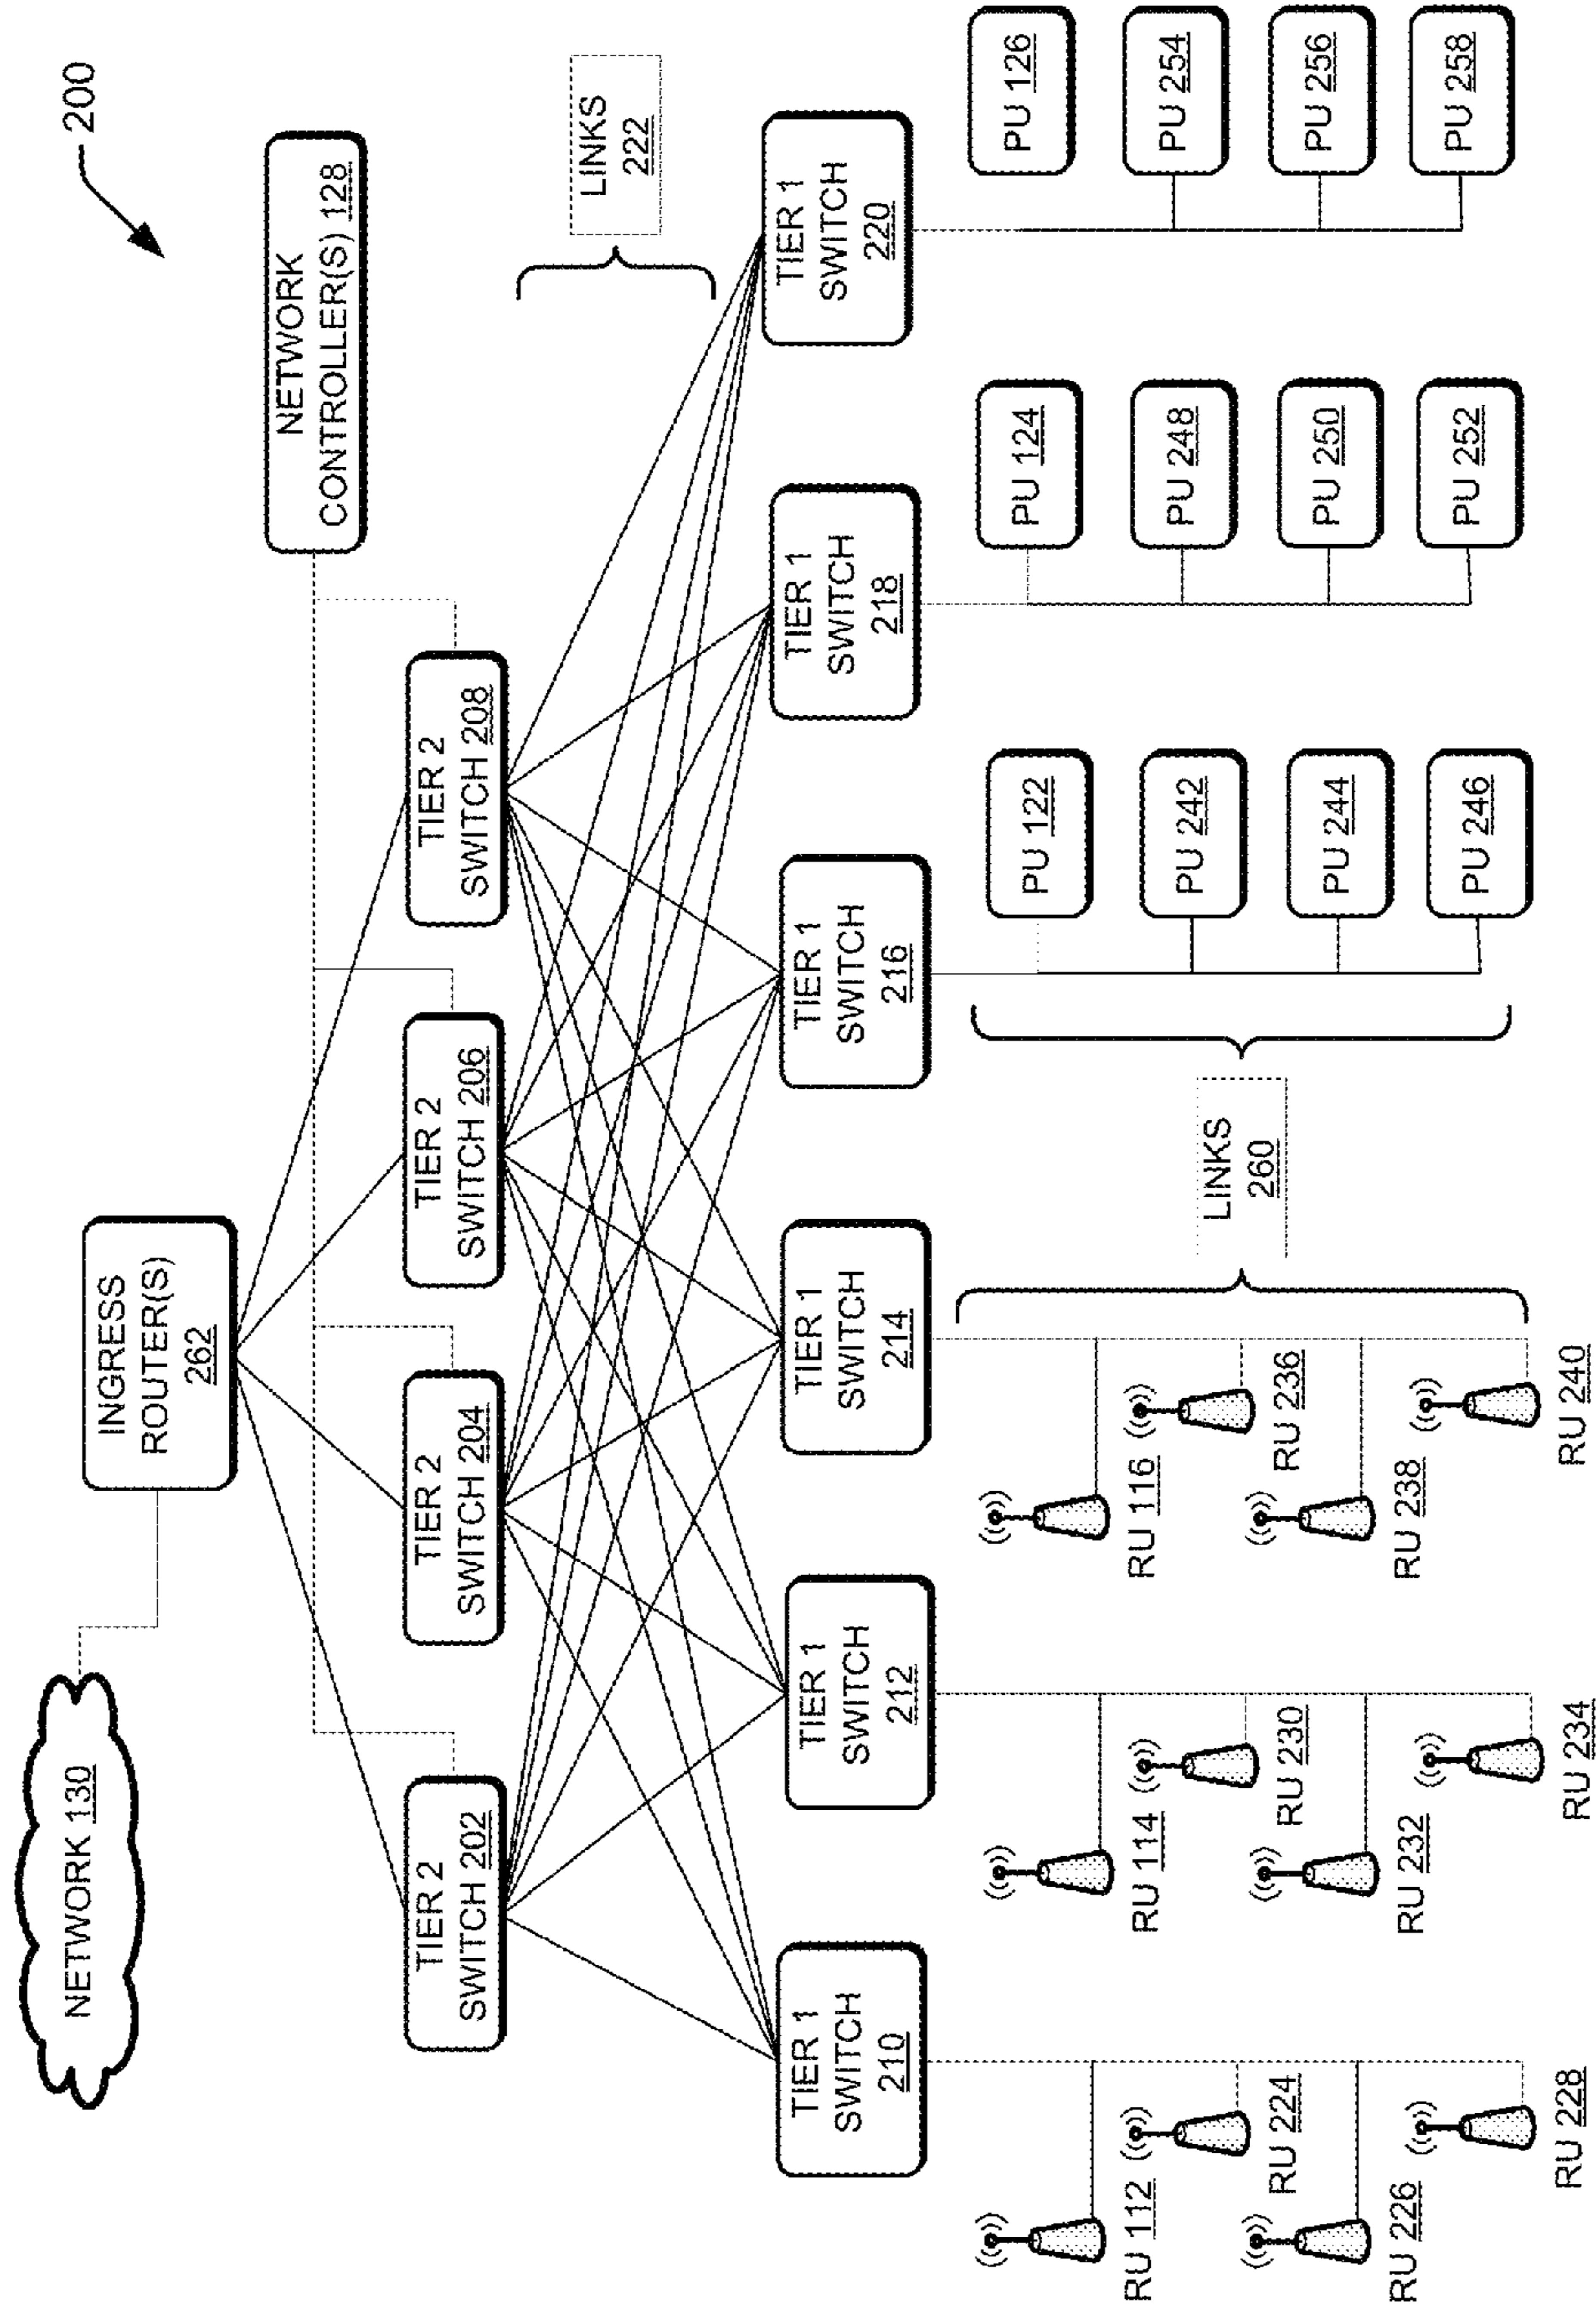 200
NETWORK 130
INGRESS
ROUTER(S)
262
NETWORK
CONTROLLER(S) 128
TIER 2
SWITCH 202
TIER 2
SWITCH 204
TIER 2
SWITCH 206
TIER 2
SWITCH 208
LINKS
222
TIER 1
SWITCH
210
TIER 1
SWITCH
212
TIER 1
SWITCH
214
TIER 1
SWITCH
216
TIER 1
SWITCH
218
TIER 1
SWITCH
220
RU 112
RU 224
RU 226
RU 228
RU 114
RU 230
RU 232
RU 234
RU 116
RU 236
RU 238
RU 240
LINKS
260
PU 122
PU 242
PU 244
PU 246
PU 124
PU 248
PU 250
PU 252
PU 126
PU 254
PU 256
PU 258